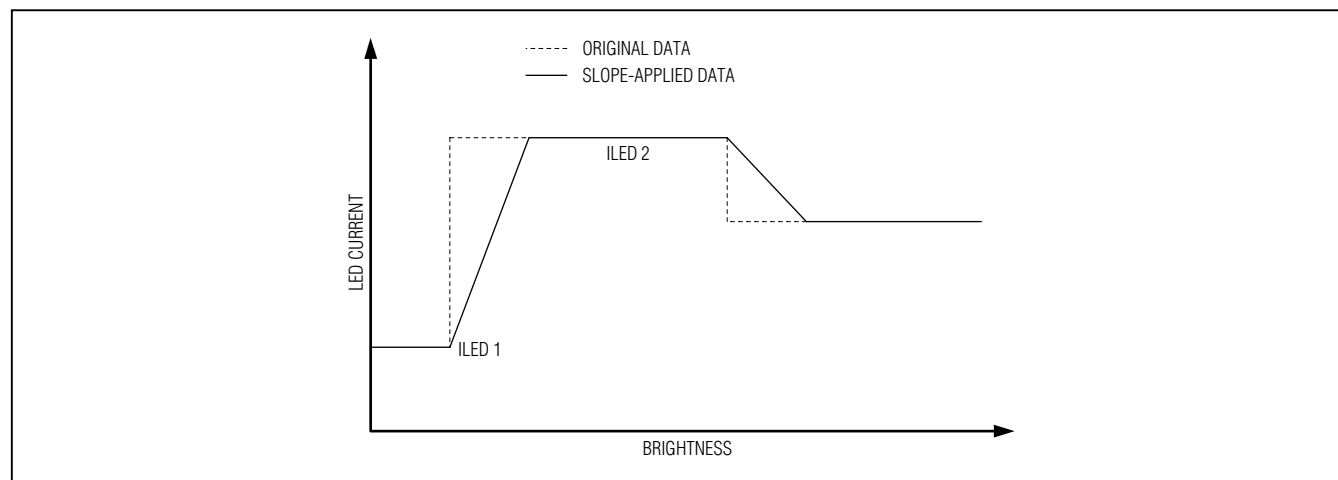 ORIGINAL DATA
SLOPE-APPLIED DATA
ILED 2
LED CURRENT
ILED 1
BRIGHTNESS